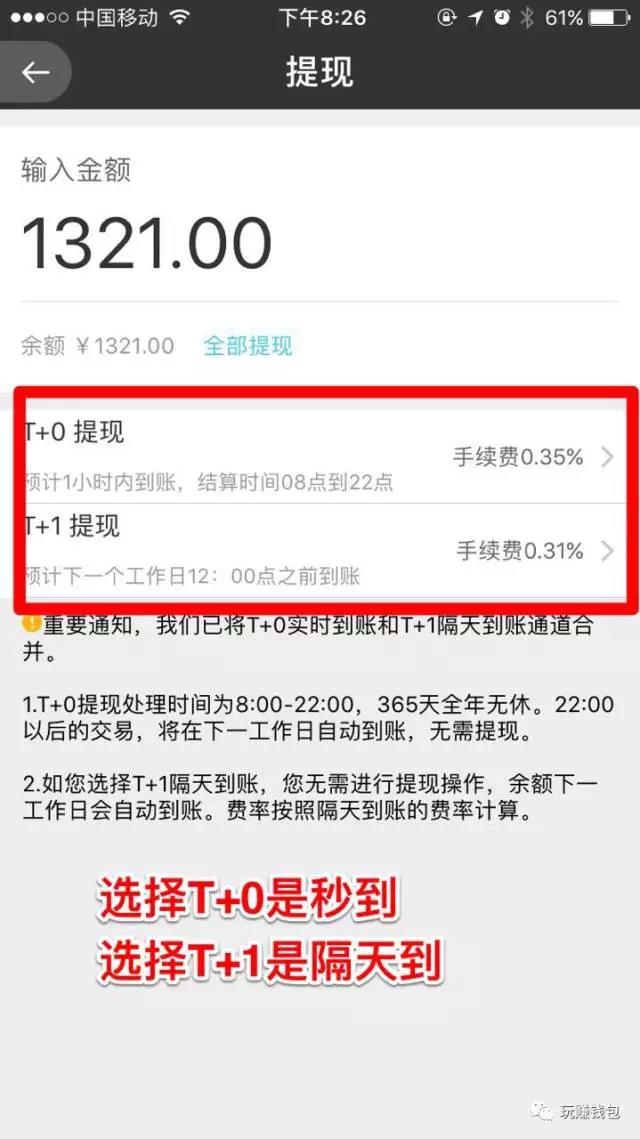 中国移动 下午8:26 61%
提现
输入金额
1321.00
余额 ¥1321.00 全部提现
T+0 提现
手续费0.35%
预计1小时内到账，结算时间08点到22点
T+1 提现
手续费0.31%
预计下一个工作日12：00点之前到账
重要通知，我们已将T+0实时到账和T+1隔天到账通道合
并。
1.T+0提现处理时间为8:00-22:00，365天全年无休。22:00
以后的交易，将在下一工作日自动到账，无需提现。
2.如您选择T+1隔天到账，您无需进行提现操作，余额下一
工作日会自动到账。费率按照隔天到账的费率计算。
选择T+0是秒到
选择T+1是隔天到
玩赚钱包